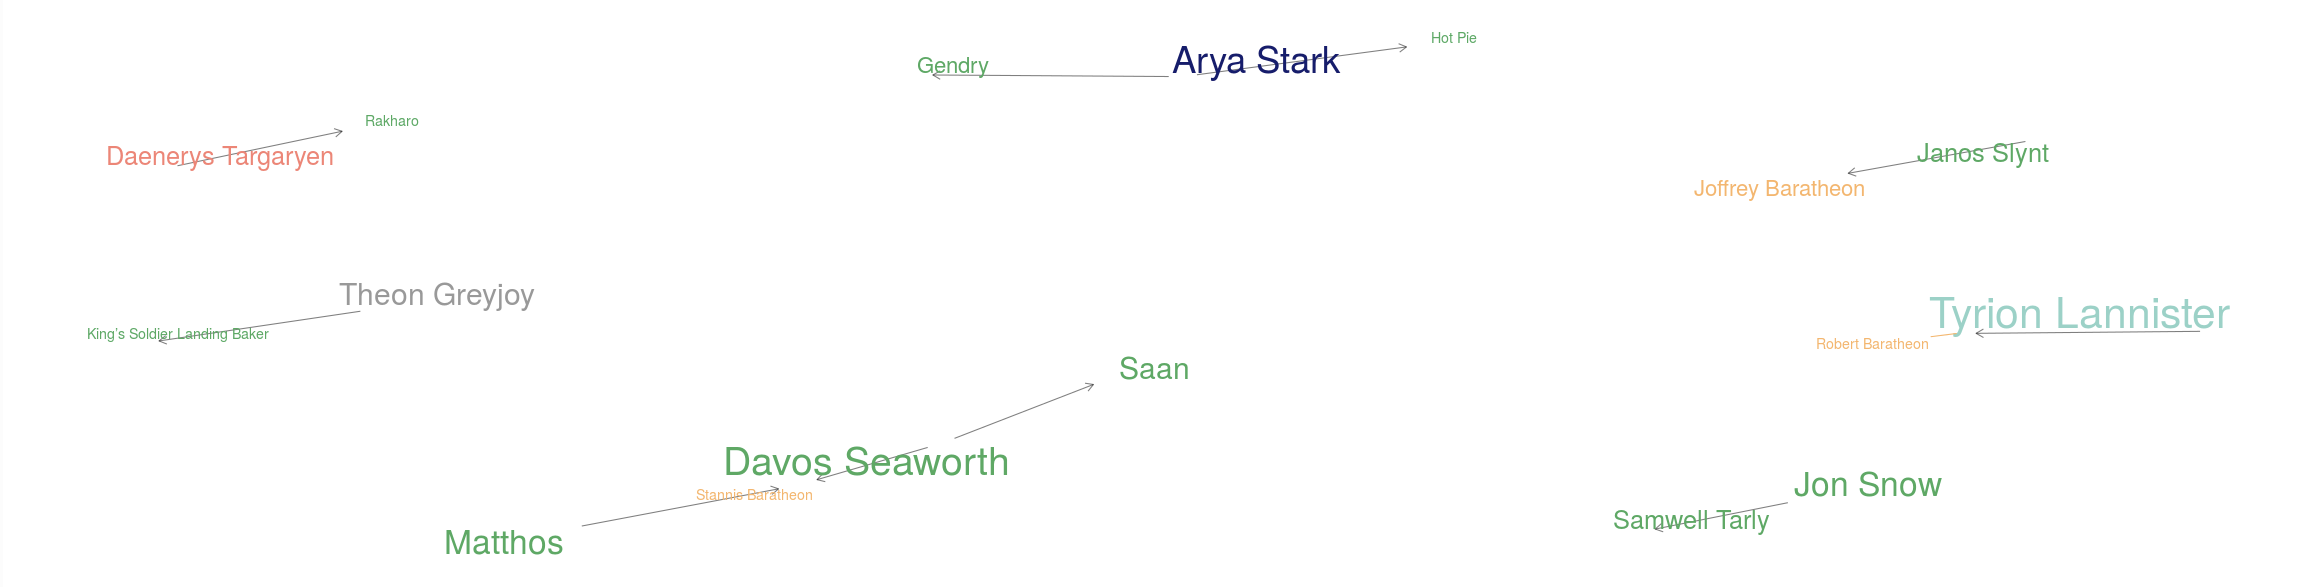 Hot Pie
Arya Stark
Gendry
Rakharo
Daenerys Targaryen
Janos Slynt
Joffrey Baratheon
Theon Greyjoy
Tyrion Lannister
King's Soldier Landing Baker
Robert Baratheon
Saan
Davos Seaworth
Jon Snow
Stannis Baratheon
Samwell Tarly
Matthos